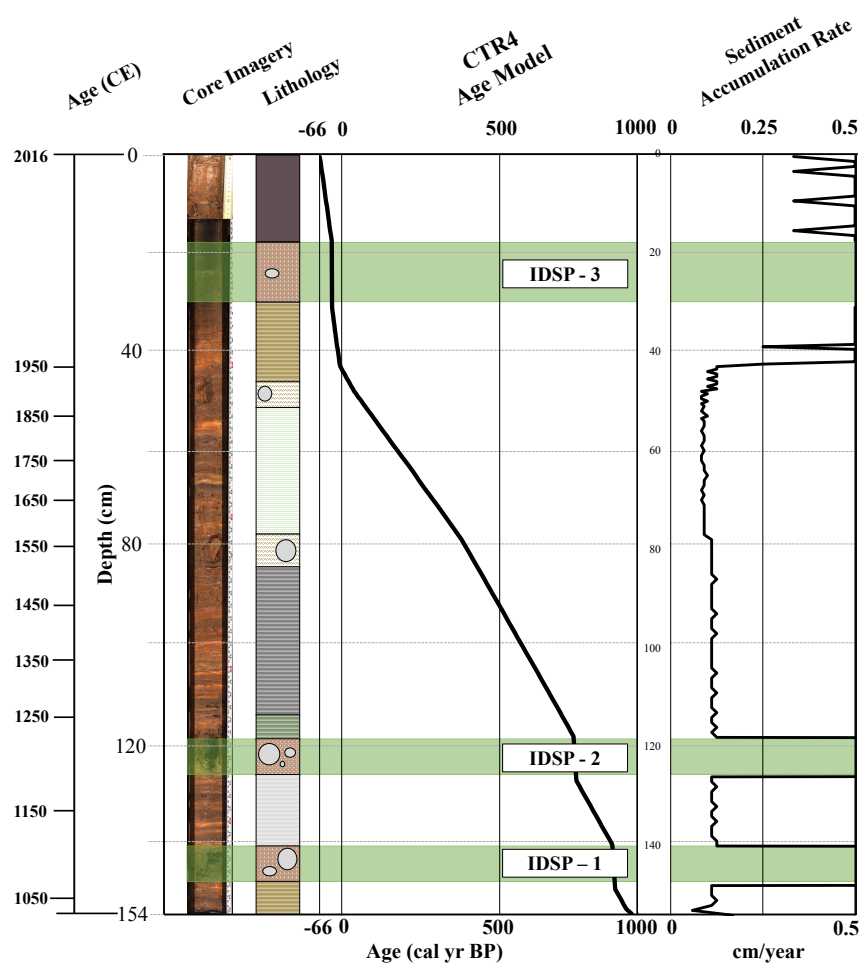 Age (CE)
Core Imagery
Lithology
CTR4
Age Model
Sediment
Accumulation Rate
-66 0 500 1000 0 0.25 0.5
2016 0 0
20
IDSP - 3
40 40
1950
1850
60
1750
1650
Depth (cm)
1550 80 80
1450
100
1350
1250
120 120
IDSP - 2
1150
140
IDSP – 1
1050
154
-66 0 500 1000 0 0.5
Age (cal yr BP) cm/year